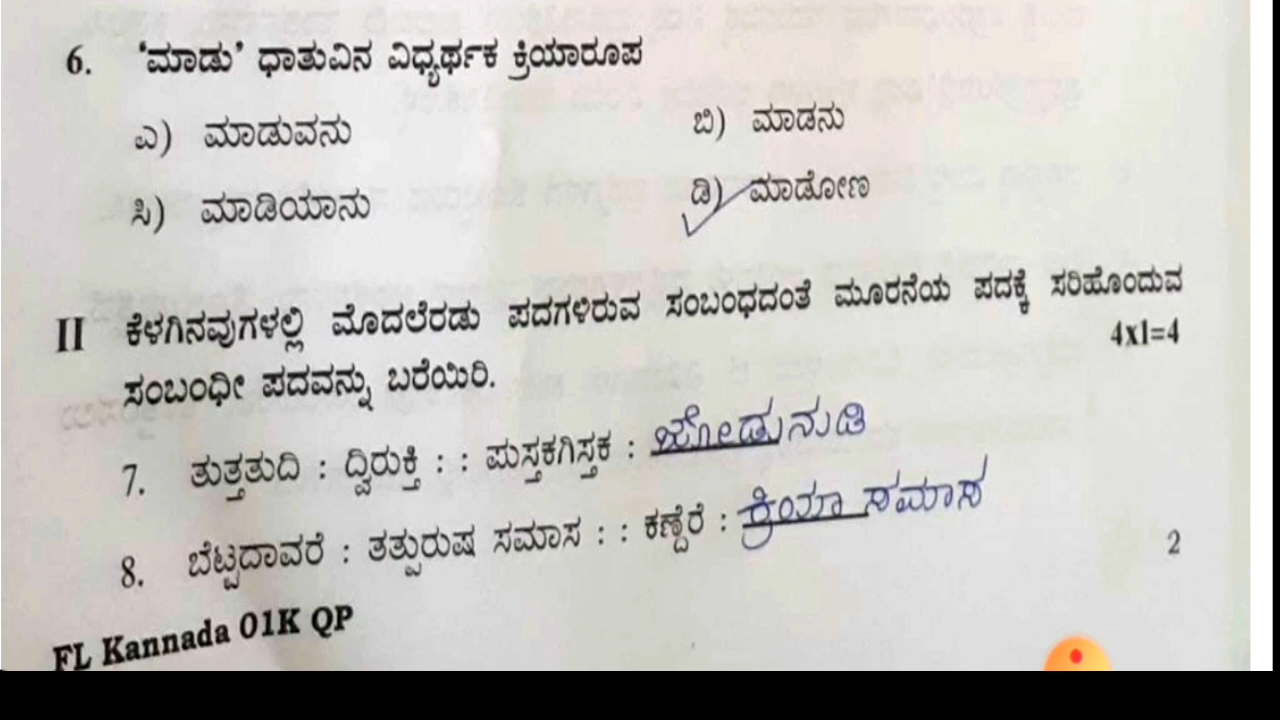 6. 'ಮಾಡು' ಧಾತುವಿನ ವಿಧ್ಯರ್ಥಕ ಕ್ರಿಯಾರೂಪ
ಎ) ಮಾಡುವನು ಬಿ) ಮಾಡನು
ಸಿ) ಮಾಡಿಯಾನು ಡಿ) ಮಾಡೋಣ
II ಕೆಳಗಿನವುಗಳಲ್ಲಿ ಮೊದಲೆರಡು ಪದಗಳಿರುವ ಸಂಬಂಧದಂತೆ ಮೂರನೆಯ ಪದಕ್ಕೆ ಸರಿಹೊಂದುವ
ಸಂಬಂಧೀ ಪದವನ್ನು ಬರೆಯಿರಿ. 4x1=4
7. ತುತ್ತತುದಿ : ದ್ವಿರುಕ್ತಿ : : ಪುಸ್ತಕಗಿಸ್ತಕ : ಜೋಡುನುಡಿ
8. ಬೆಟ್ಟದಾವರೆ : ತತ್ಪುರುಷ ಸಮಾಸ : : ಕಣ್ದೆರೆ : ಕ್ರಿಯಾ ಸಮಾಸ
2
FL Kannada 01K QP